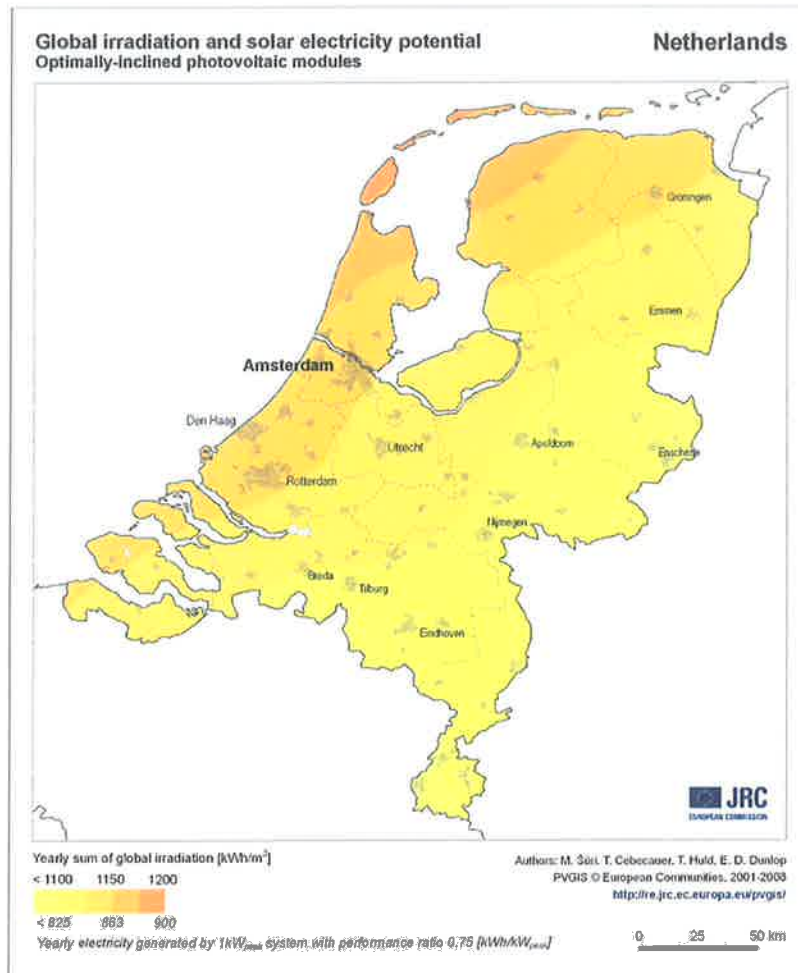 Global irradiation and solar electricity potential
Optimally-inclined photovoltaic modules
Netherlands
Groningen
Emmen
Amsterdam
Den Haag
Utrecht
Apeldoorn
Enschede
Rotterdam
Nijmegen
Breda
Tilburg
Eindhoven
JRC
EUROPEAN COMMISSION
Yearly sum of global irradiation [kWh/m²]
< 1100 1150 1200
< 825 863 900
Yearly electricity generated by 1kWpeak system with performance ratio 0,75 [kWh/kWpeak]
Authors: M. Šúri, T. Cebecauer, T. Huld, E. D. Dunlop
PVGIS © European Communities, 2001-2008
http://re.jrc.ec.europa.eu/pvgis/
0 25 50 km